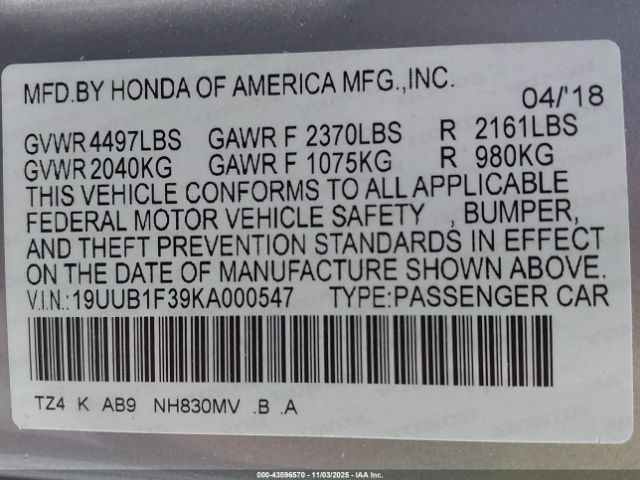 MFD.BY HONDA OF AMERICA MFG.,INC.
04/'18
GVWR 4497LBS GAWR F 2370LBS R 2161LBS
GVWR 2040KG GAWR F 1075KG R 980KG
THIS VEHICLE CONFORMS TO ALL APPLICABLE
FEDERAL MOTOR VEHICLE SAFETY , BUMPER,
AND THEFT PREVENTION STANDARDS IN EFFECT
ON THE DATE OF MANUFACTURE SHOWN ABOVE.
V.I.N.:19UUB1F39KA000547 TYPE:PASSENGER CAR
TZ4 K AB9 NH830MV .B .A
000-43596570 - 11/03/2025 - IAA Inc.